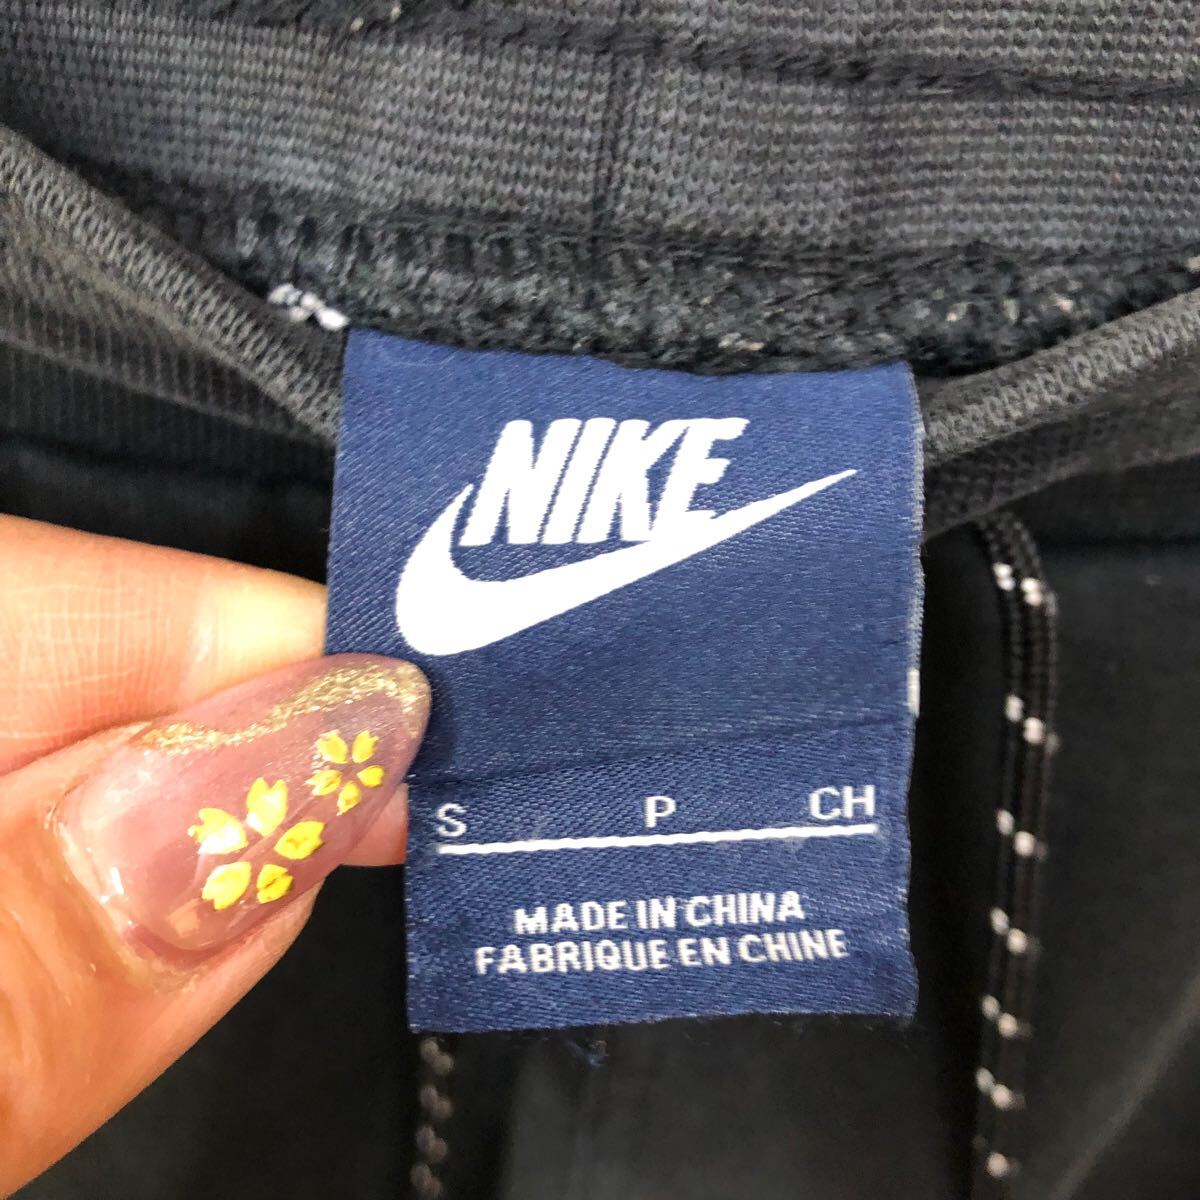 NIKE
S P CH
MADE IN CHINA
FABRIQUE EN CHINE